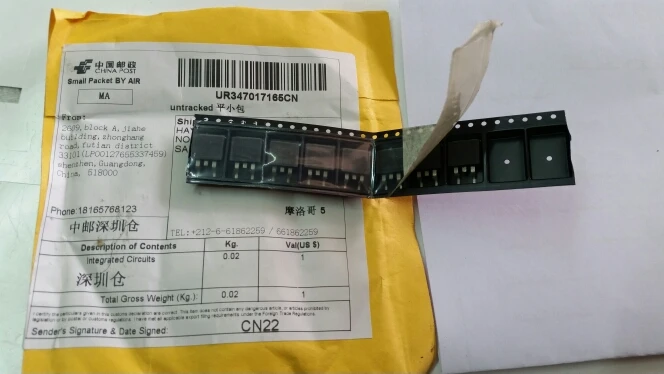 中国邮政
CHINA POST
Small Packet BY AIR
MA
UR347017165CN
untracked 平小包
From:
2609, block A, jiahe
building, shonghang
road, futian district
33101(LP00127655337459)
shenzhen, Guangdong,
China, 518000
Phone:18165768123
中邮深圳仓
摩洛哥 5
TEL:+212-6-61862259 / 661862259
Description of Contents Kg. Val(US $)
Integrated Circuits 0.02 1
深圳仓
Total Gross Weight (Kg.) 0.02 1
Sender's Signature & Date Signed:
CN22